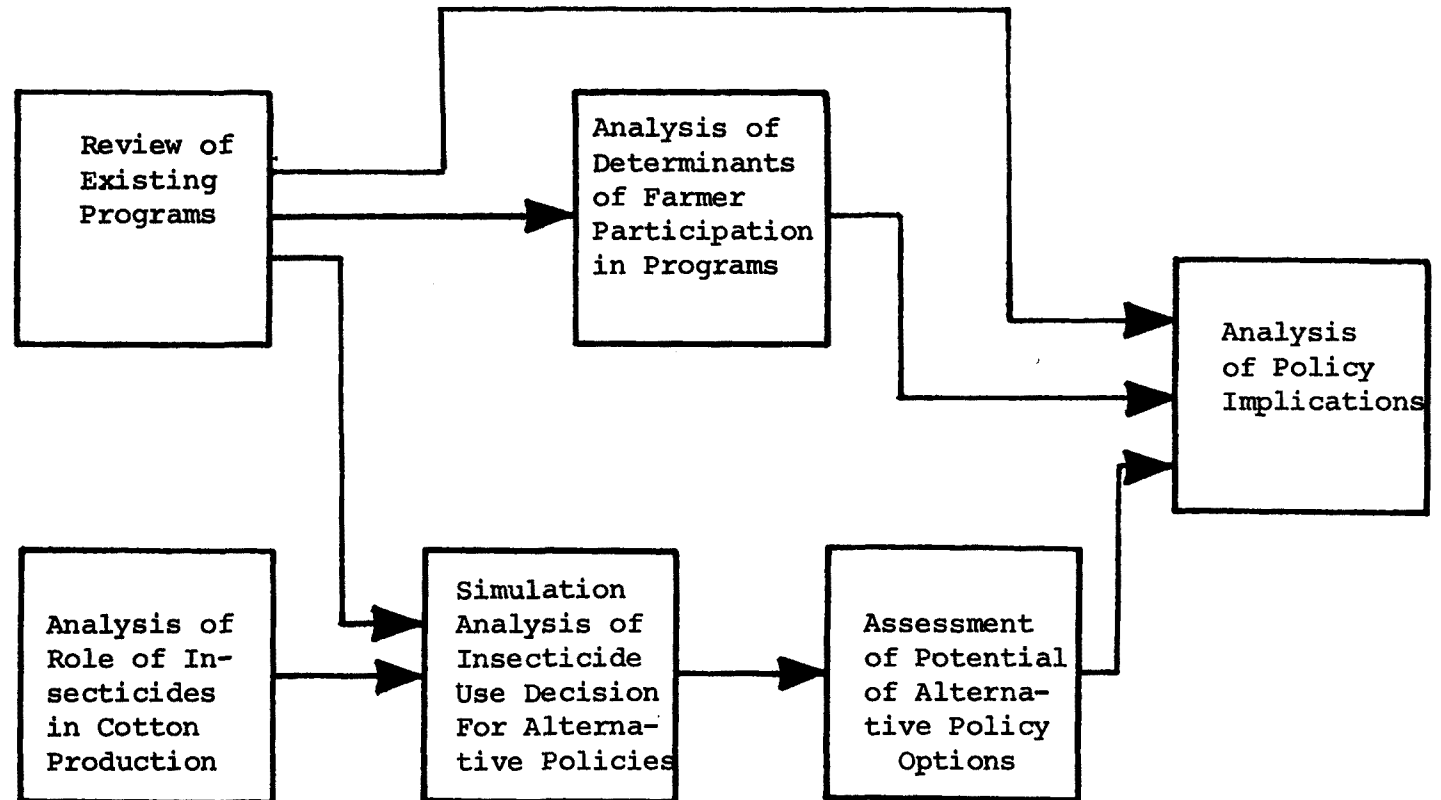 Review of
Existing
Programs
Analysis of
Determinants
of Farmer
Participation
in Programs
Analysis
of Policy
Implications
Analysis of
Role of In-
secticides
in Cotton
Production
Simulation
Analysis of
Insecticide
Use Decision
For Alterna-
tive Policies
Assessment
of Potential
of Alterna-
tive Policy
Options